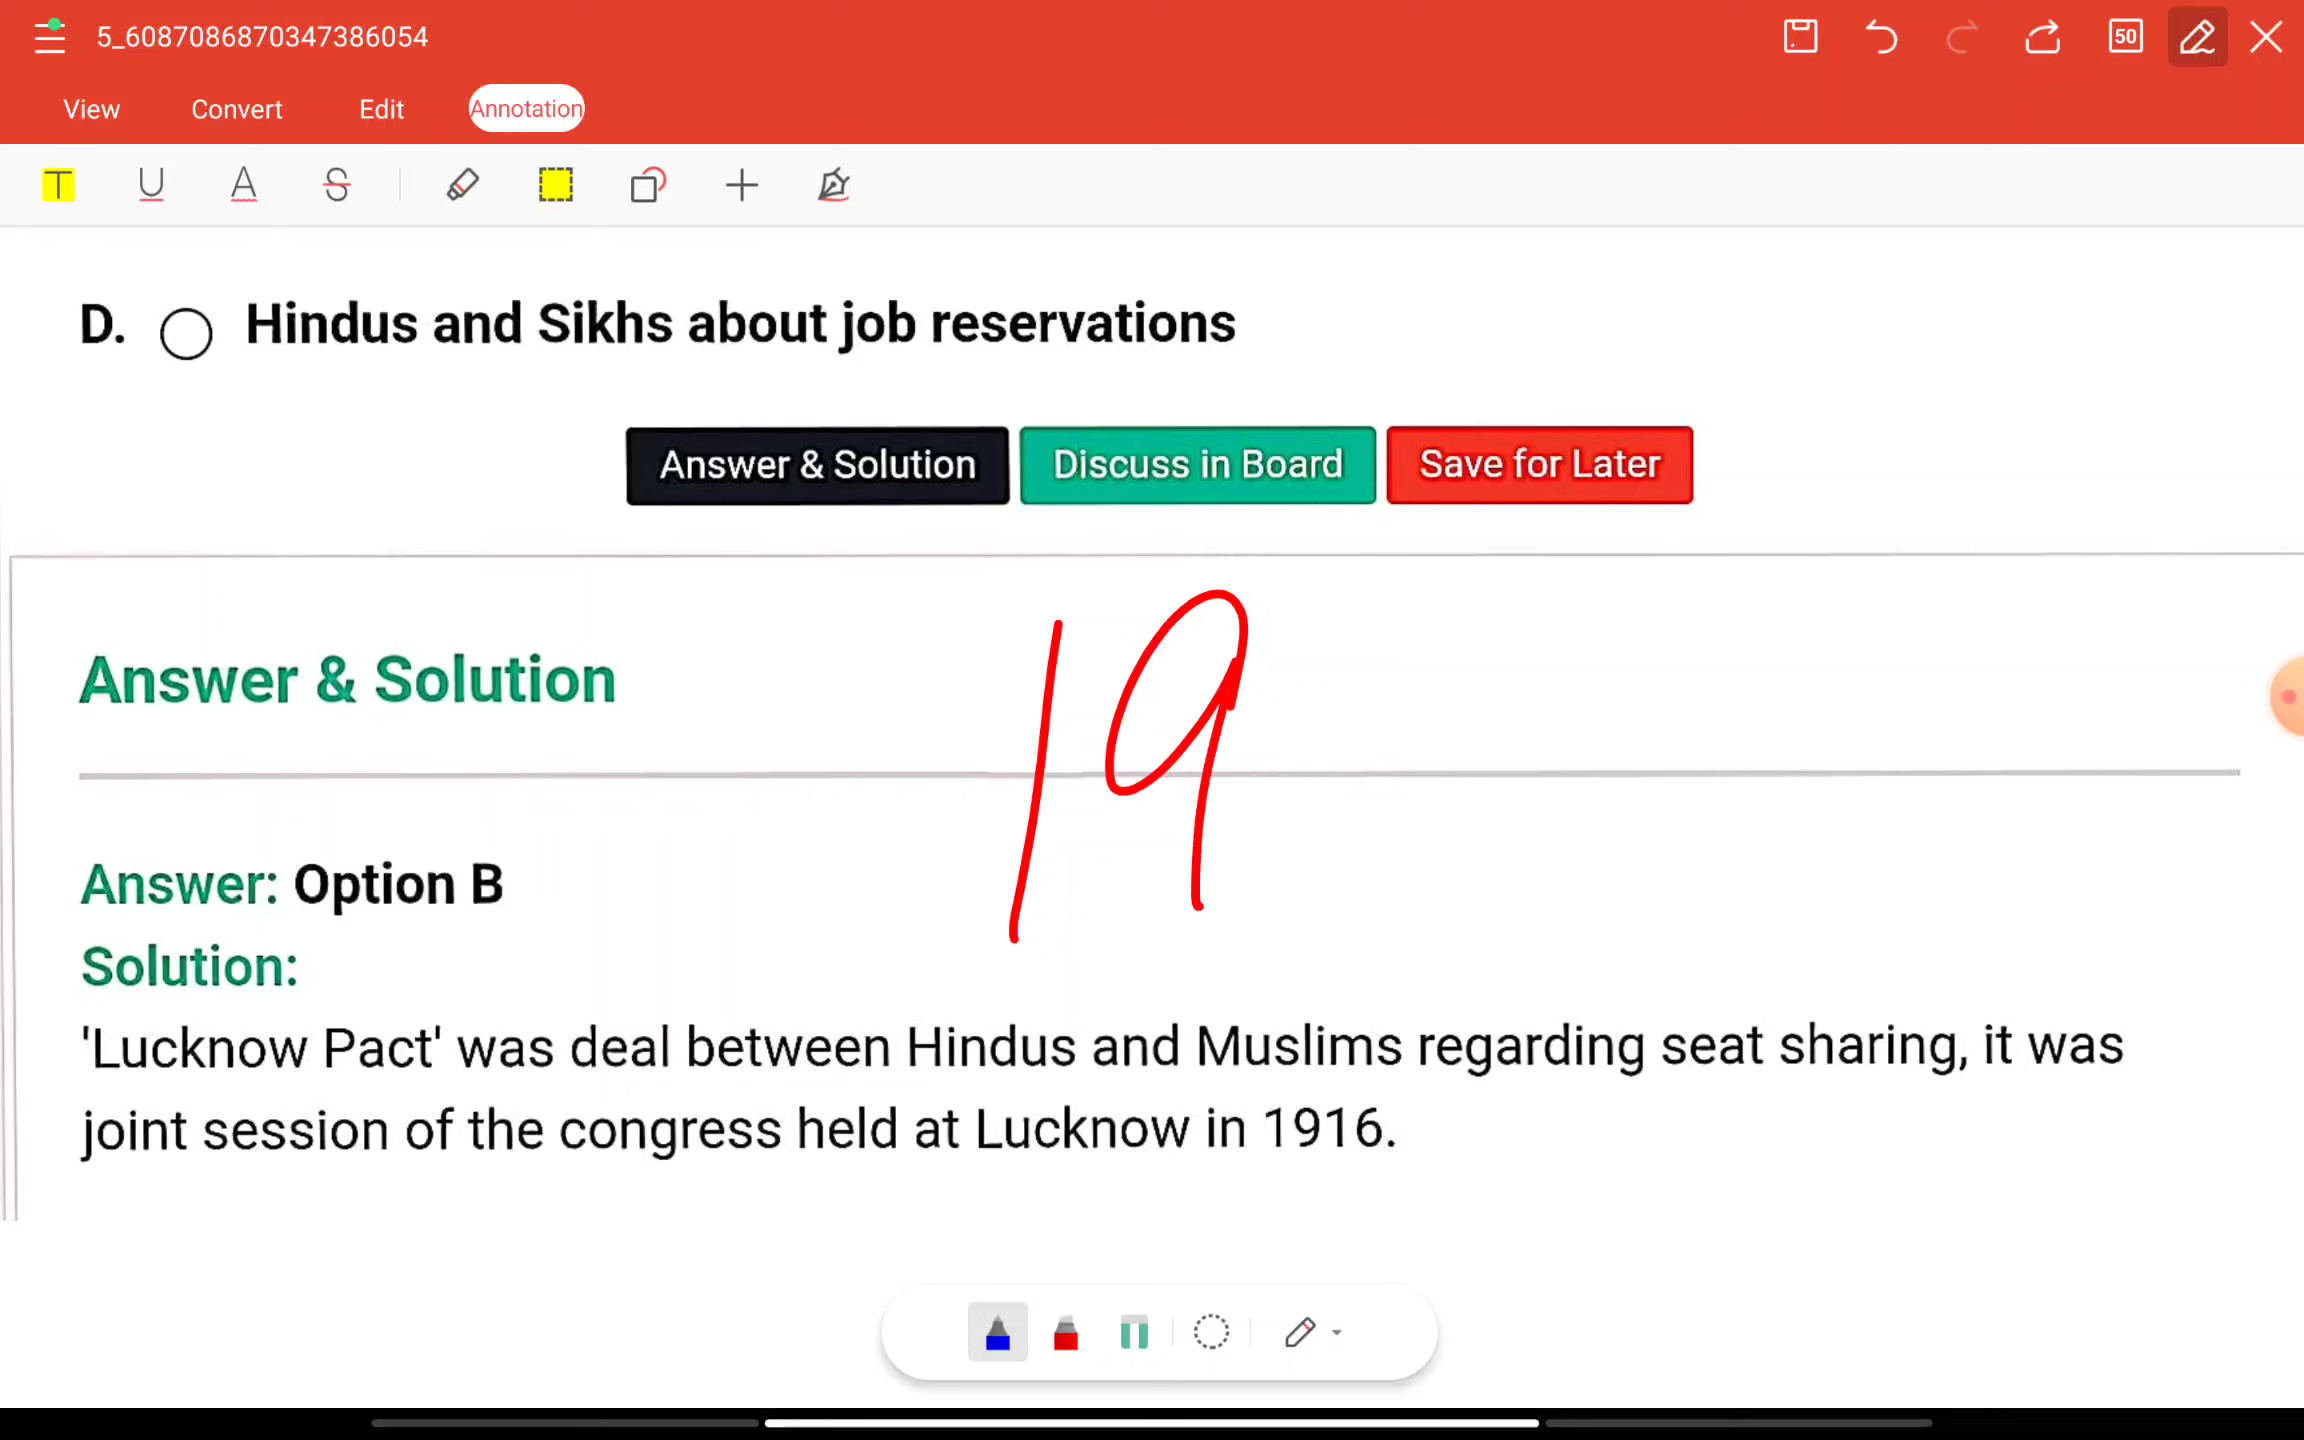 5_6087086870347386054
50
View Convert Edit Annotation
T U A S
D. Hindus and Sikhs about job reservations
Answer & Solution Discuss in Board Save for Later
19
Answer & Solution
Answer: Option B
Solution:
'Lucknow Pact' was deal between Hindus and Muslims regarding seat sharing, it was
joint session of the congress held at Lucknow in 1916.